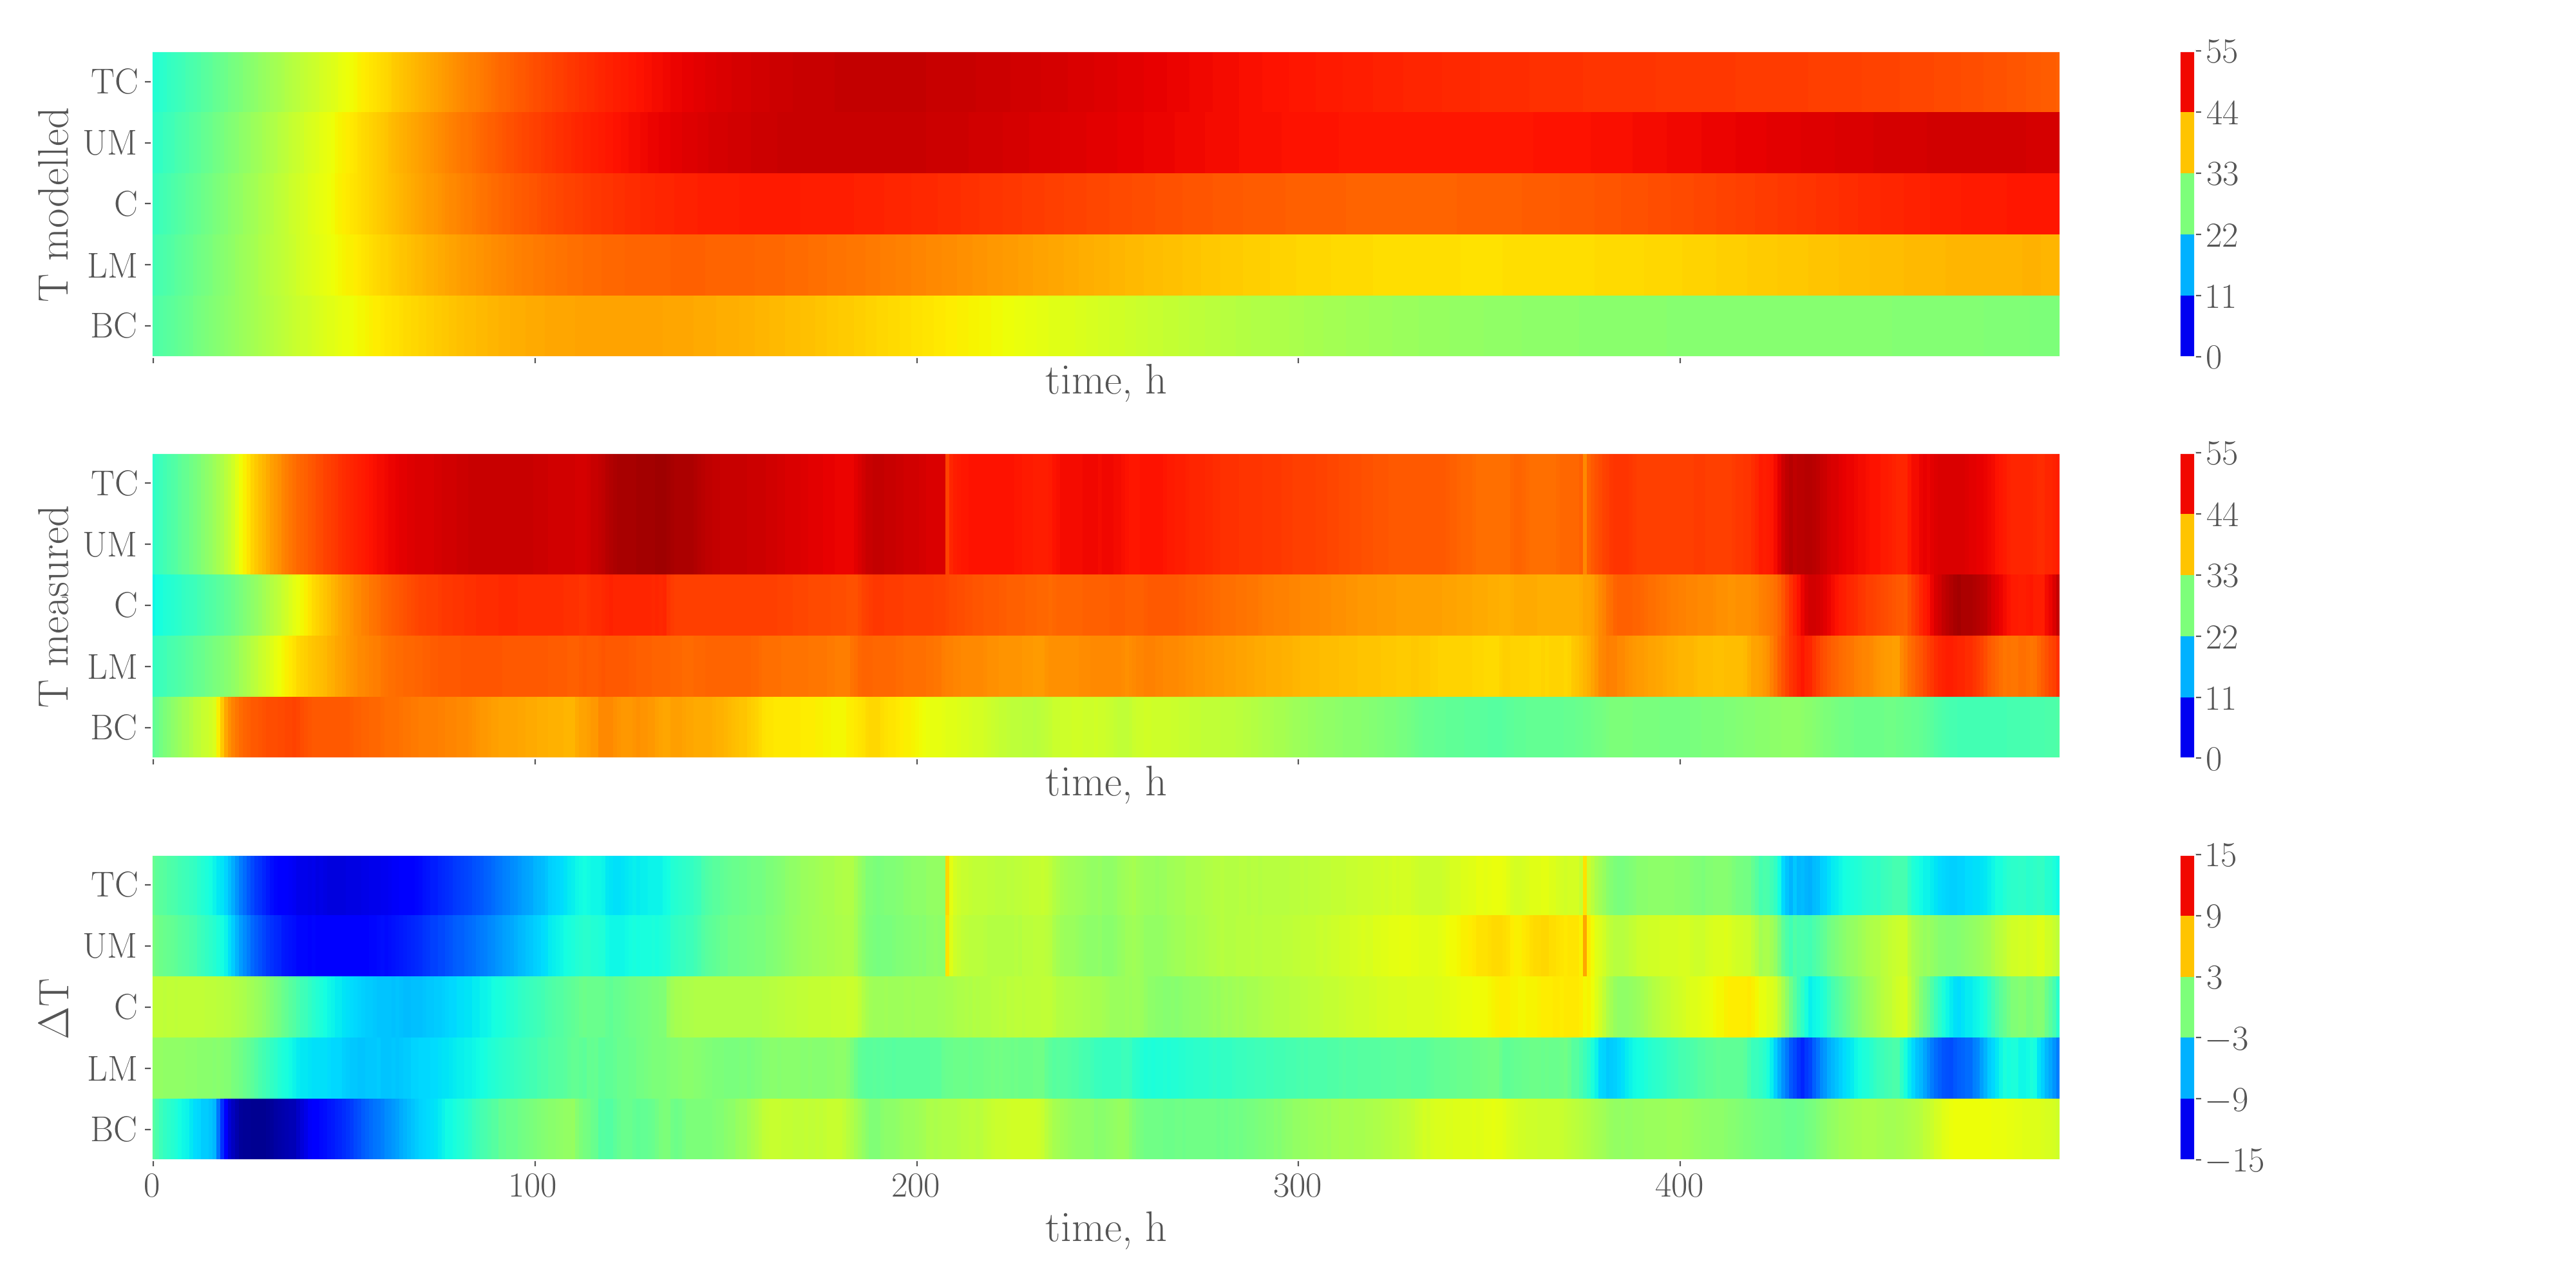 T modelled
TC
UM
C
LM
BC
time, h
55
44
33
22
11
0
T measured
TC
UM
C
LM
BC
time, h
55
44
33
22
11
0
ΔT
TC
UM
C
LM
BC
0 100 200 300 400
time, h
15
9
3
−3
−9
−15